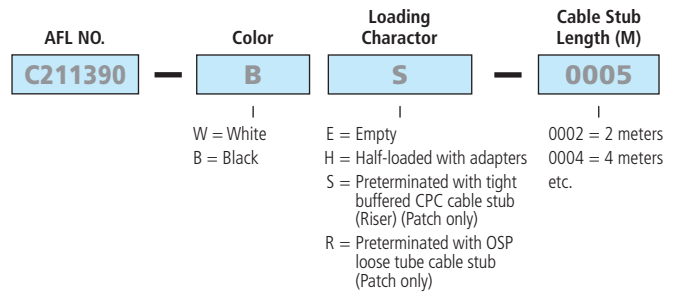 AFL NO.
Color
Loading
Charactor
Cable Stub
Length (M)
C211390 — B S — 0005
W = White
B = Black
E = Empty
H = Half-loaded with adapters
S = Preterminated with tight
buffered CPC cable stub
(Riser) (Patch only)
R = Preterminated with OSP
loose tube cable stub
(Patch only)
0002 = 2 meters
0004 = 4 meters
etc.